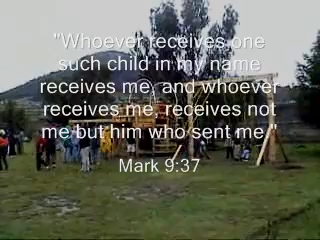 "Whoever receives one
such child in my name
receives me, and whoever
receives me, receives not
me but him who sent me."
Mark 9:37